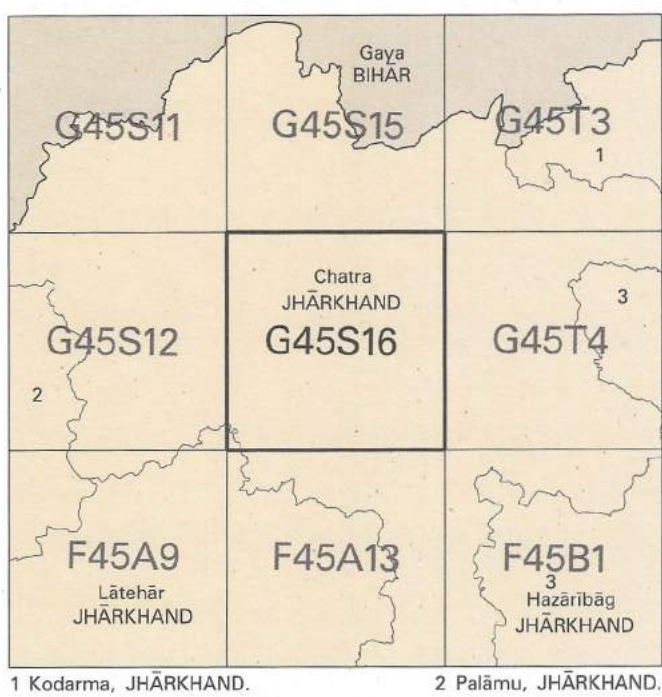 Gaya
BIHĀR
G45S11
G45S15
G45T3
1
Chatra
JHĀRKHAND
3
G45S12
G45S16
G45T4
2
F45A9
F45A13
F45B1
3
Lātehār
JHĀRKHAND
Hazārībāg
JHĀRKHAND
1 Kodarma, JHĀRKHAND.
2 Palāmu, JHĀRKHAND.